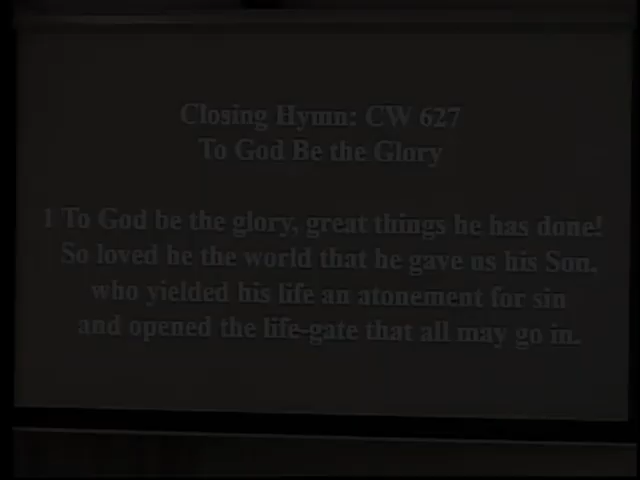 Closing Hymn: CW 627
To God Be the Glory
1 To God be the glory, great things he has done!
So loved he the world that he gave us his Son,
who yielded his life an atonement for sin
and opened the life-gate that all may go in.